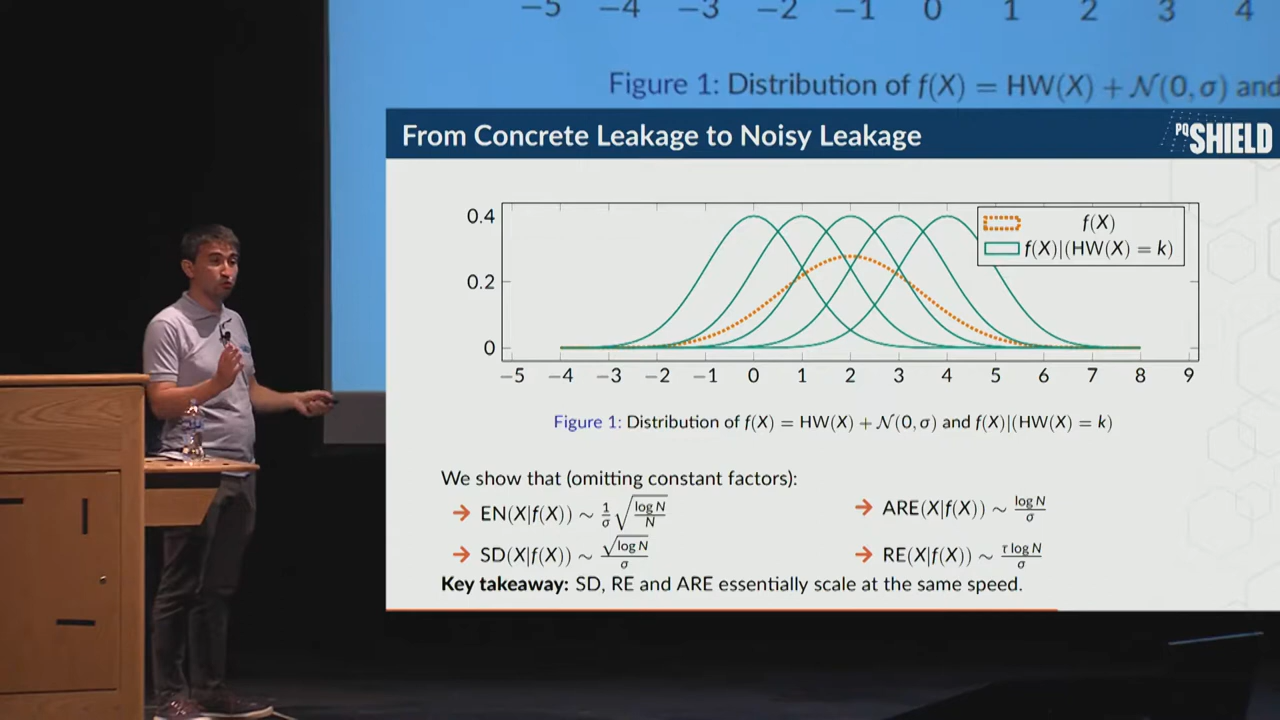 −5 −4 −3 −2 −1 0 1 2 3 4
Figure 1: Distribution of f(X) = HW(X) + 𝒩(0, σ) and
From Concrete Leakage to Noisy Leakage
PQSHIELD
0.4
0.2
0
f(X)
f(X)|(HW(X) = k)
−5 −4 −3 −2 −1 0 1 2 3 4 5 6 7 8 9
Figure 1: Distribution of f(X) = HW(X) + 𝒩(0, σ) and f(X)|(HW(X) = k)
We show that (omitting constant factors):
→ EN(X|f(X)) ∼ 1/σ √(log N/N)
→ ARE(X|f(X)) ∼ log N/σ
→ SD(X|f(X)) ∼ √log N/σ
→ RE(X|f(X)) ∼ τ log N/σ
Key takeaway: SD, RE and ARE essentially scale at the same speed.